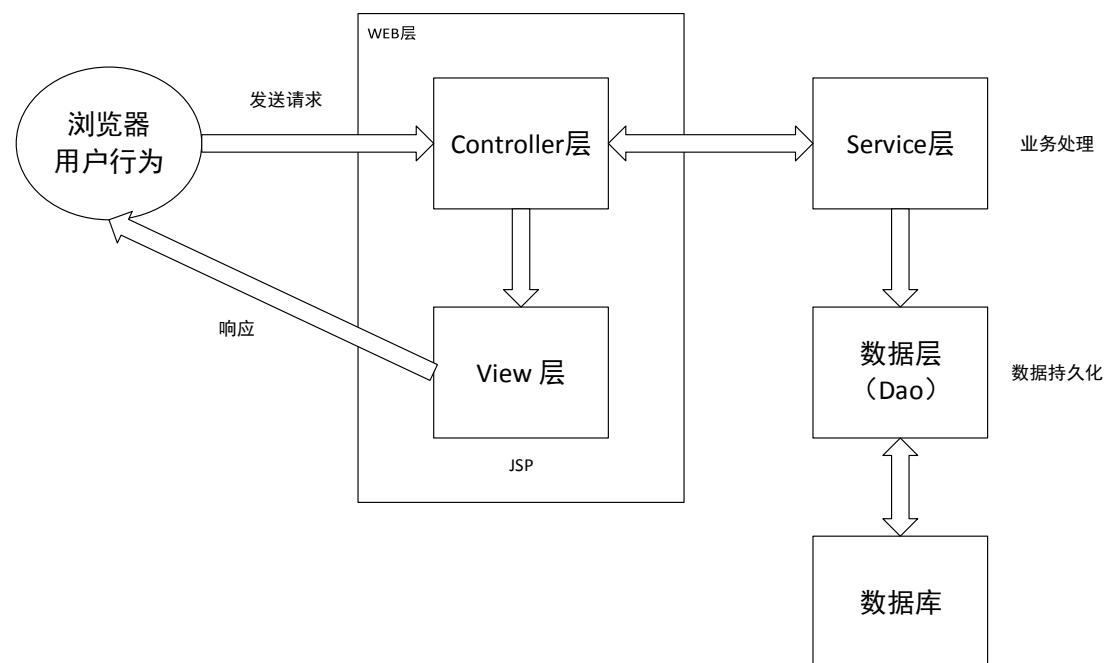 WEB层
发送请求
浏览器
用户行为
Controller层
Service层
业务处理
响应
View 层
数据层
（Dao）
数据持久化
JSP
数据库